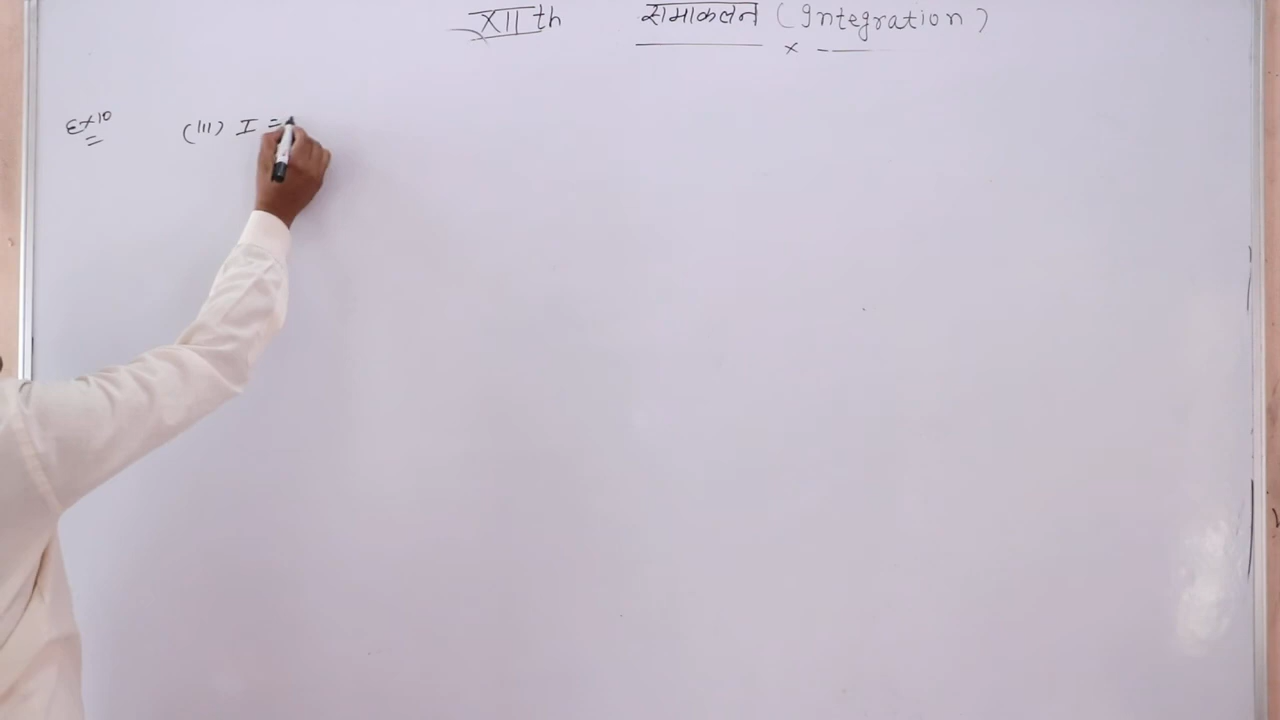 XII th समाकलन (Integration)
Ex 10 (iii) I =